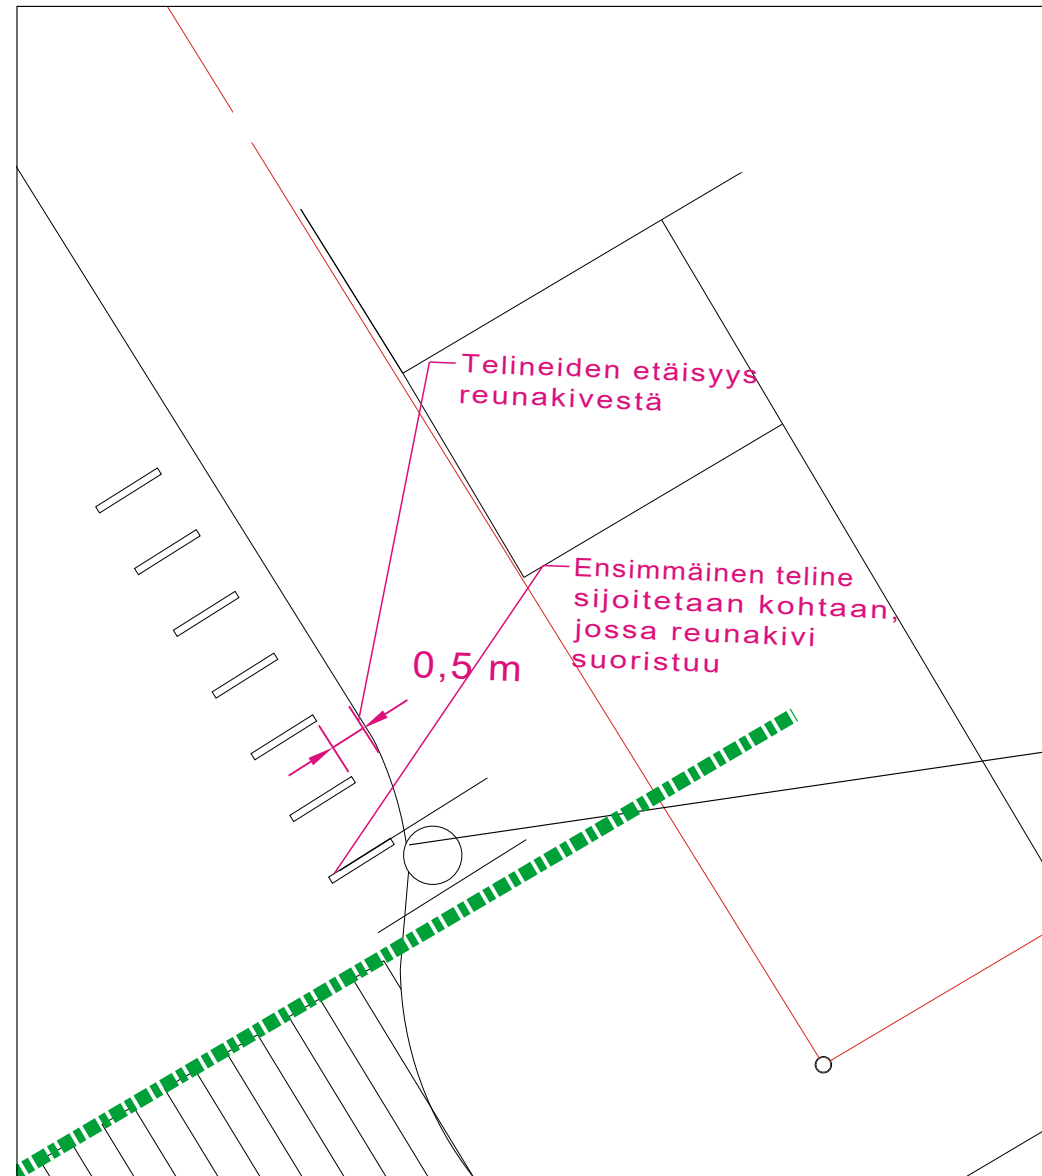 Telineiden etäisyys
reunakivestä
Ensimmäinen teline
sijoitetaan kohtaan,
jossa reunakivi
suoristuu
0,5 m